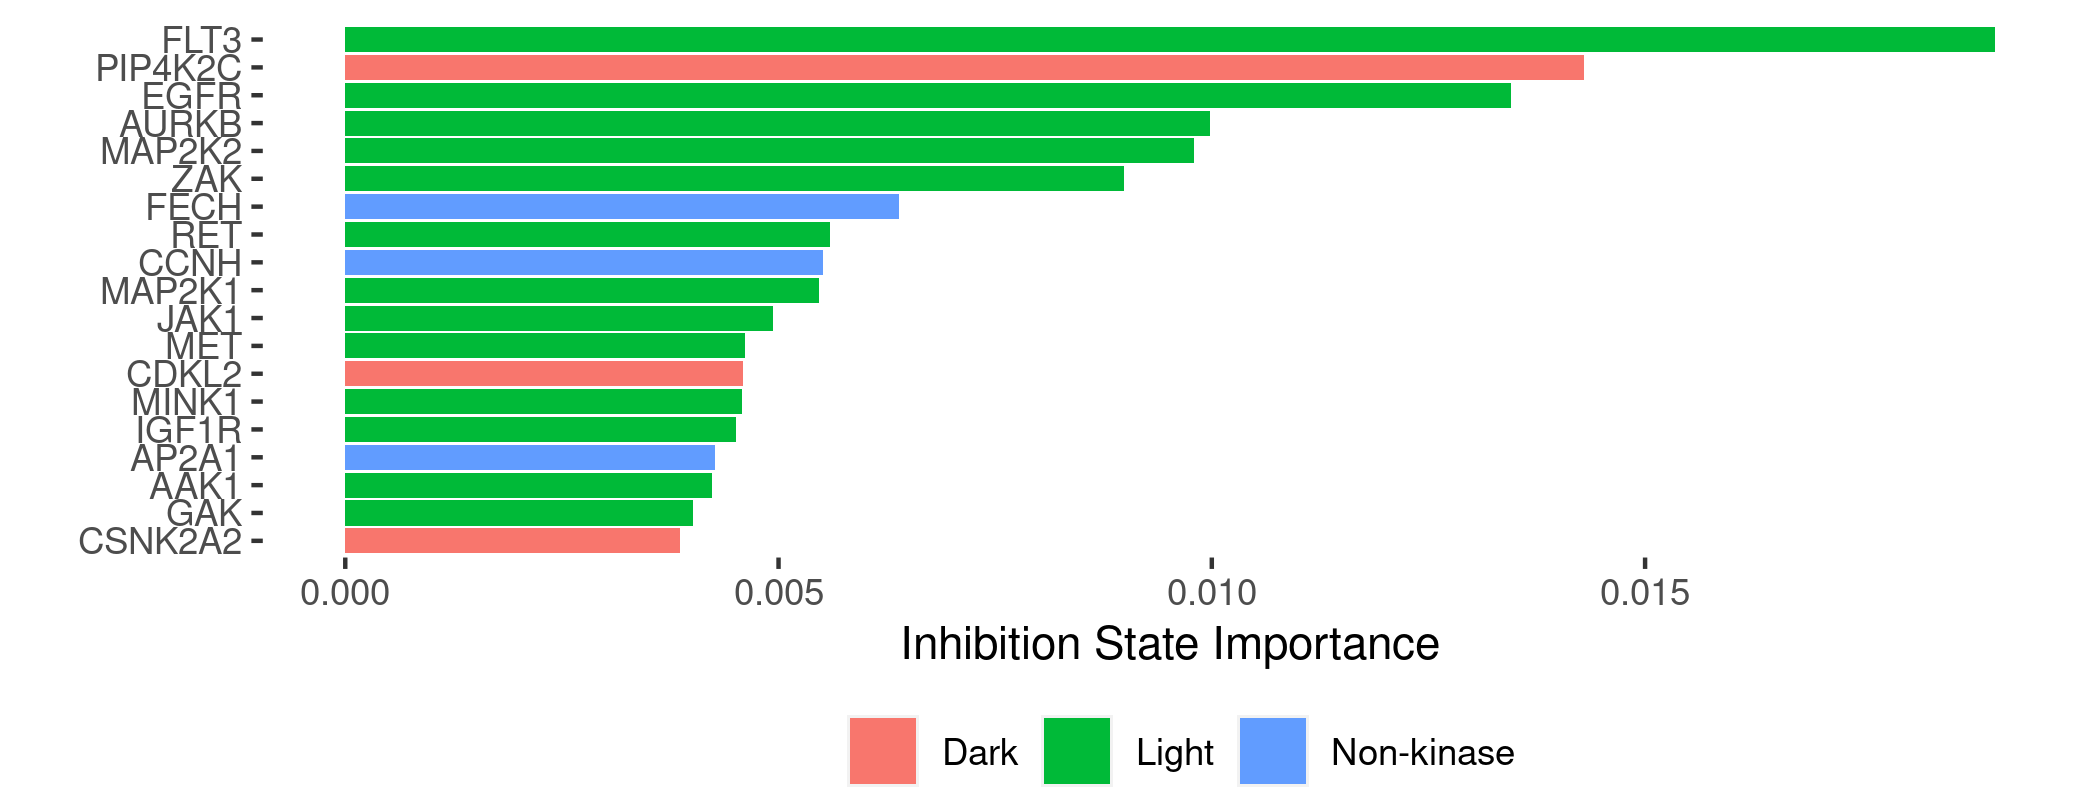 FLT3
PIP4K2C
EGFR
AURKB
MAP2K2
ZAK
FECH
RET
CCNH
MAP2K1
JAK1
MET
CDKL2
MINK1
IGF1R
AP2A1
AAK1
GAK
CSNK2A2
0.000 0.005 0.010 0.015
Inhibition State Importance
Dark Light Non-kinase